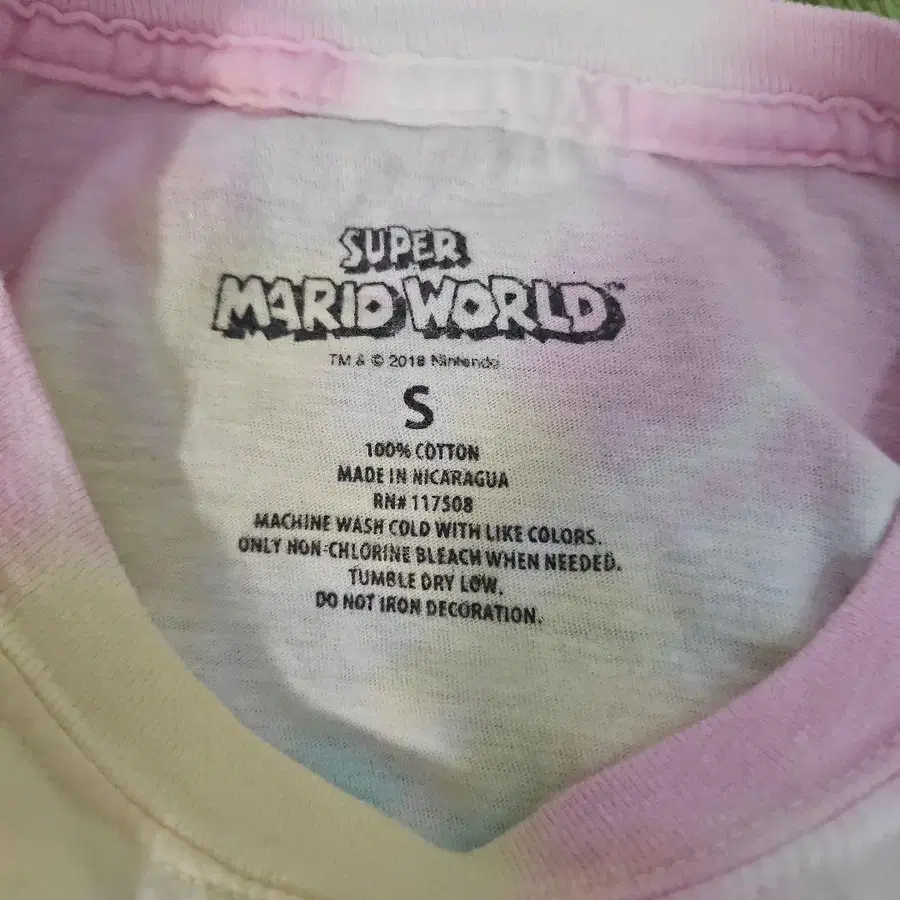 SUPER
MARIO WORLD™
TM & © 2018 Nintendo
S
100% COTTON
MADE IN NICARAGUA
RN# 117508
MACHINE WASH COLD WITH LIKE COLORS.
ONLY NON-CHLORINE BLEACH WHEN NEEDED.
TUMBLE DRY LOW.
DO NOT IRON DECORATION.